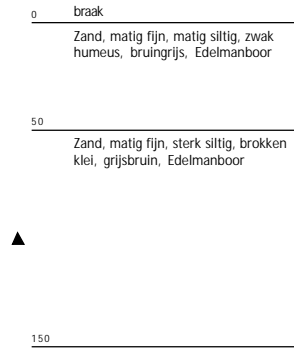 0 braak
Zand, matig fijn, matig siltig, zwak
humeus, bruingrijs, Edelmanboor
50
Zand, matig fijn, sterk siltig, brokken
klei, grijsbruin, Edelmanboor
150